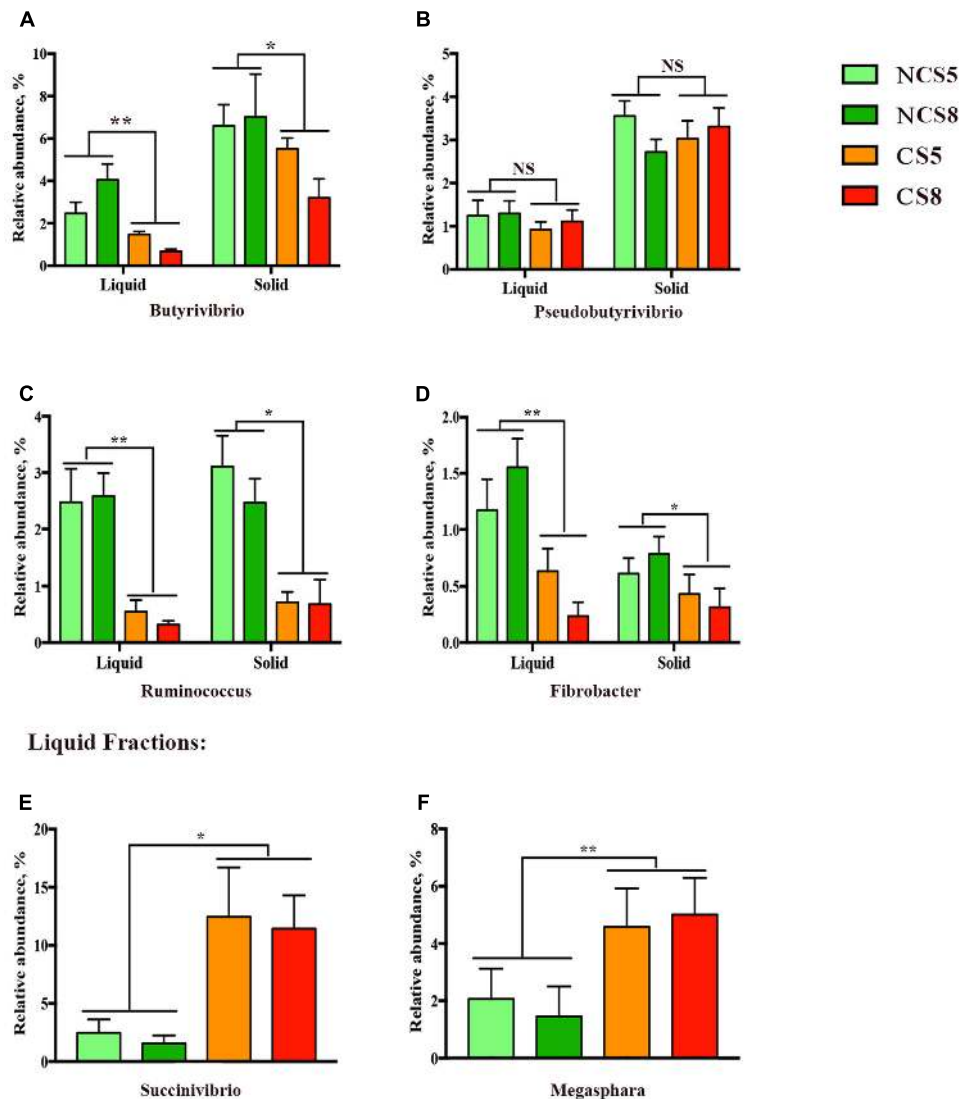 A
Relative abundance, %
10
8
6
4
2
0
**
*
Liquid
Solid
Butyrivibrio
B
Relative abundance, %
5
4
3
2
1
0
NS
NS
Liquid
Solid
Pseudobutyrivibrio
NCS5
NCS8
CS5
CS8
C
Relative abundance, %
4
3
2
1
0
**
*
Liquid
Solid
Ruminococcus
D
Relative abundance, %
2.0
1.5
1.0
0.5
0.0
**
*
Liquid
Solid
Fibrobacter
Liquid Fractions:
E
Relative abundance, %
20
15
10
5
0
*
Succinivibrio
F
Relative abundance, %
8
6
4
2
0
**
Megasphara